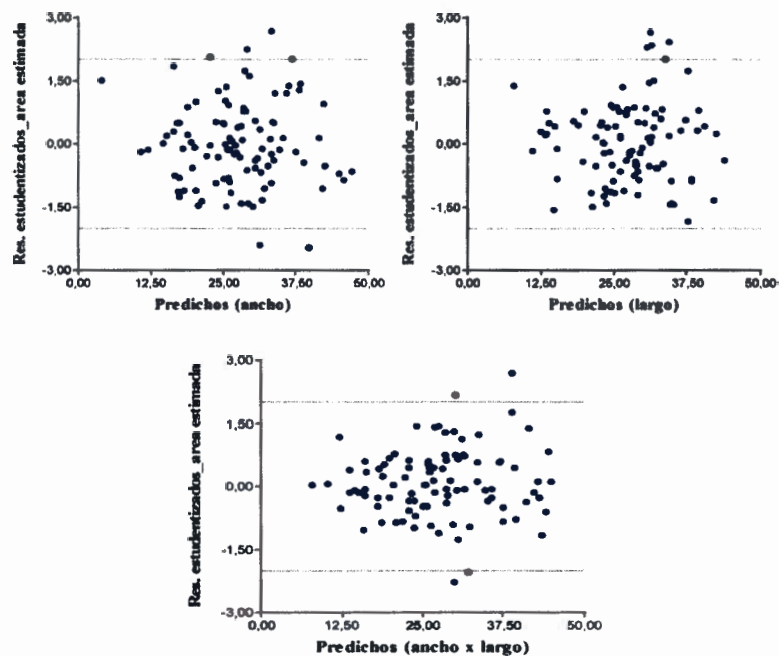 3,00
1,50
0,00
-1,50
-3,00
0,00 12,50 25,00 37,50 50,00
Res. estudentizados_area estimada
Predichos (ancho)
3,00
1,50
0,00
-1,50
-3,00
0,00 12,50 25,00 37,50 50,00
Res. estudentizados_area estimada
Predichos (largo)
3,00
1,50
0,00
-1,50
-3,00
0,00 12,50 25,00 37,50 50,00
Res. estudentizados_area estimada
Predichos (ancho x largo)